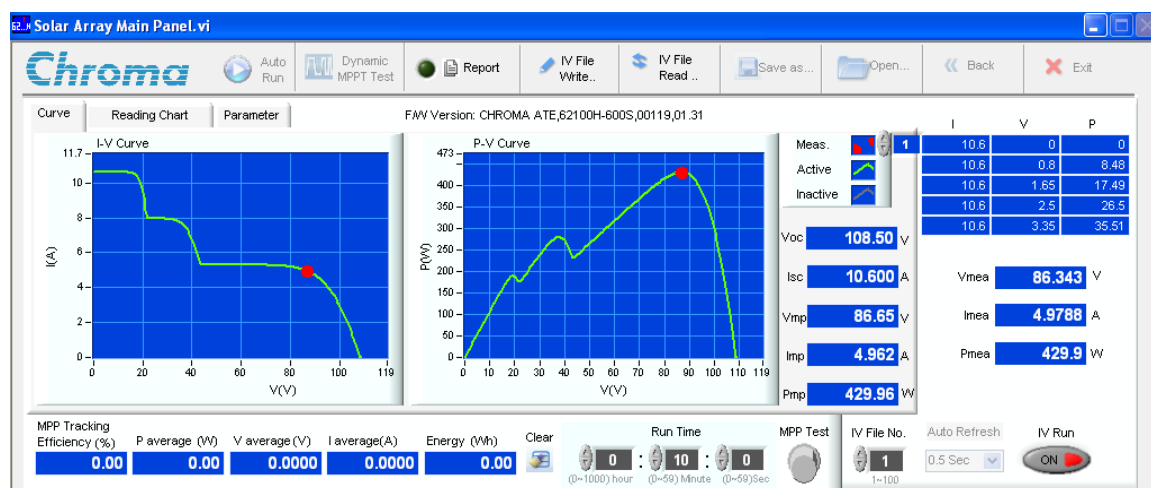 Solar Array Main Panel.vi
Chroma
Auto Run
Dynamic MPPT Test
Report
IV File Write..
IV File Read ..
Save as...
Open...
Back
Exit
Curve Reading Chart Parameter
F/W Version: CHROMA ATE,62100H-600S,00119,01.31
I-V Curve
11.7
10
8
6
4
2
0
I(A)
0 20 40 60 80 100 119
V(V)
P-V Curve
473
400
350
300
250
200
150
100
50
0
P(W)
0 10 20 30 40 50 60 70 80 90 100 110 119
V(V)
Meas. 1
Active
Inactive
Voc 108.50 V
Isc 10.600 A
Vmp 86.65 V
Imp 4.962 A
Pmp 429.96 W
I V P
10.6 0 0
10.6 0.8 8.48
10.6 1.65 17.49
10.6 2.5 26.5
10.6 3.35 35.51
Vmea 86.343 V
Imea 4.9788 A
Pmea 429.9 W
MPP Tracking
Efficiency (%) P average (W) V average (V) I average(A) Energy (Wh) Clear
0.00 0.00 0.0000 0.0000 0.00
Run Time
0 : 10 : 0
(0~1000) hour (0~59) Minute (0~59)Sec
MPP Test
IV File No.
1
1~100
Auto Refresh
0.5 Sec
IV Run
ON